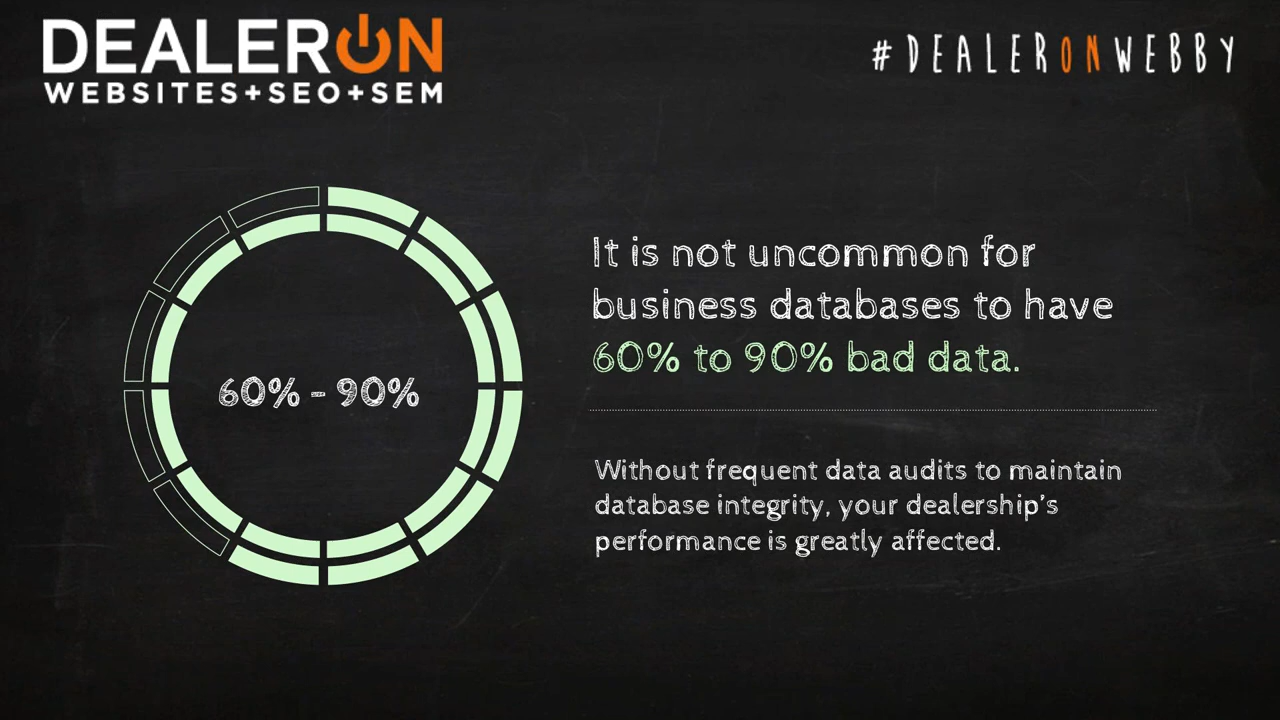 DEALERON
WEBSITES+SEO+SEM
#DEALERONWEBBY
60% - 90%
It is not uncommon for
business databases to have
60% to 90% bad data.
Without frequent data audits to maintain
database integrity, your dealership's
performance is greatly affected.